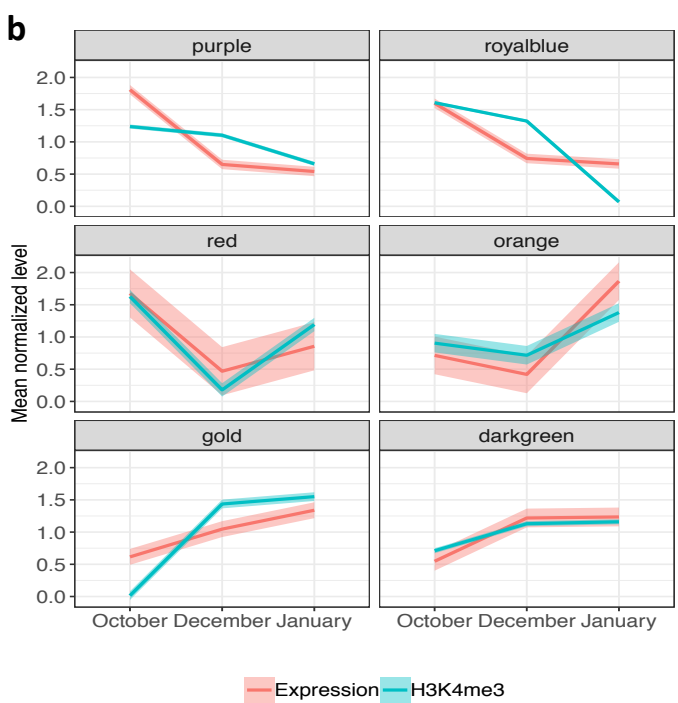 b
purple
royalblue
2.0
1.5
1.0
0.5
0.0
red
orange
2.0
1.5
1.0
0.5
0.0
Mean normalized level
gold
darkgreen
2.0
1.5
1.0
0.5
0.0
October December January
October December January
Expression H3K4me3